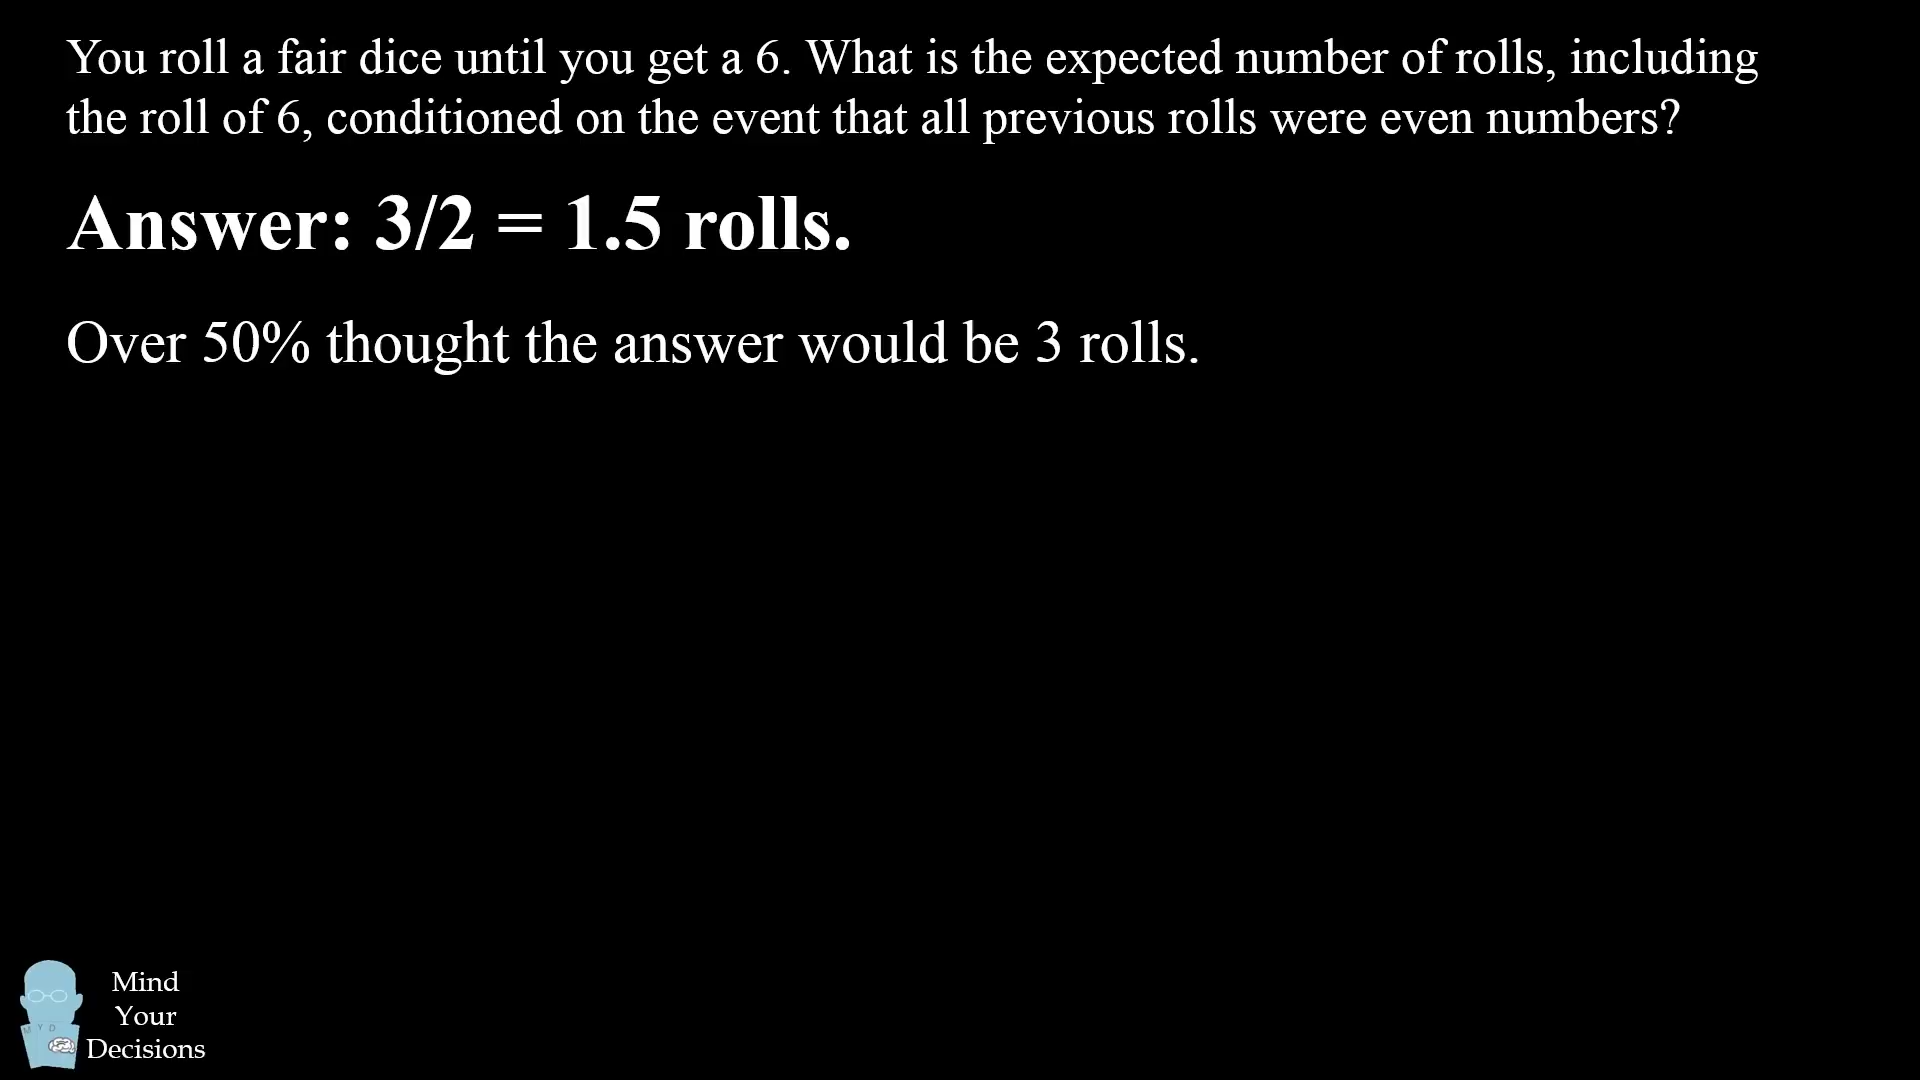 You roll a fair dice until you get a 6. What is the expected number of rolls, including
the roll of 6, conditioned on the event that all previous rolls were even numbers?
Answer: 3/2 = 1.5 rolls.
Over 50% thought the answer would be 3 rolls.
M Y D
Mind
Your
Decisions